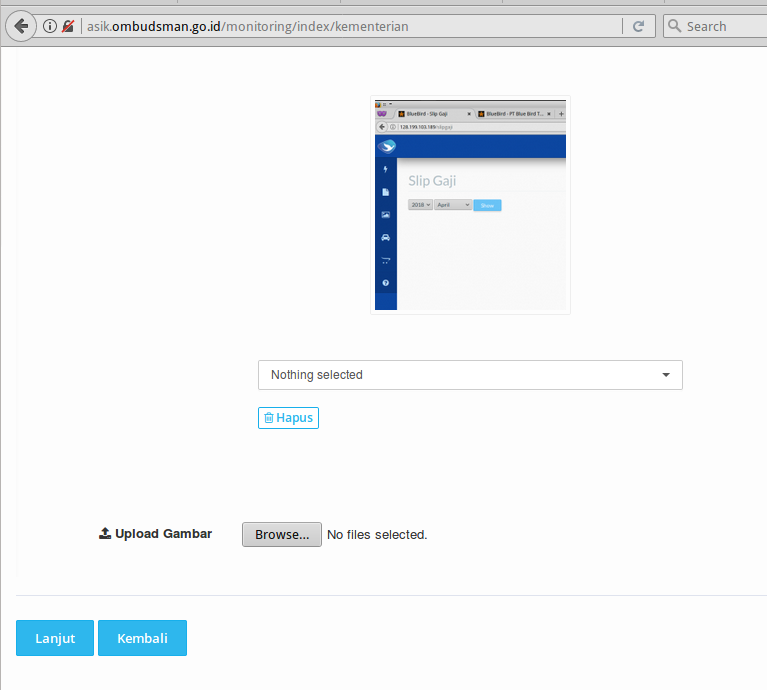 asik.ombudsman.go.id/monitoring/index/kementerian
Search
BlueBird - Slip Gaji
BlueBird - PT Blue Bird T...
128.199.103.189/slipgaji
Slip Gaji
2018 April Show
Nothing selected
Hapus
Upload Gambar Browse... No files selected.
Lanjut Kembali